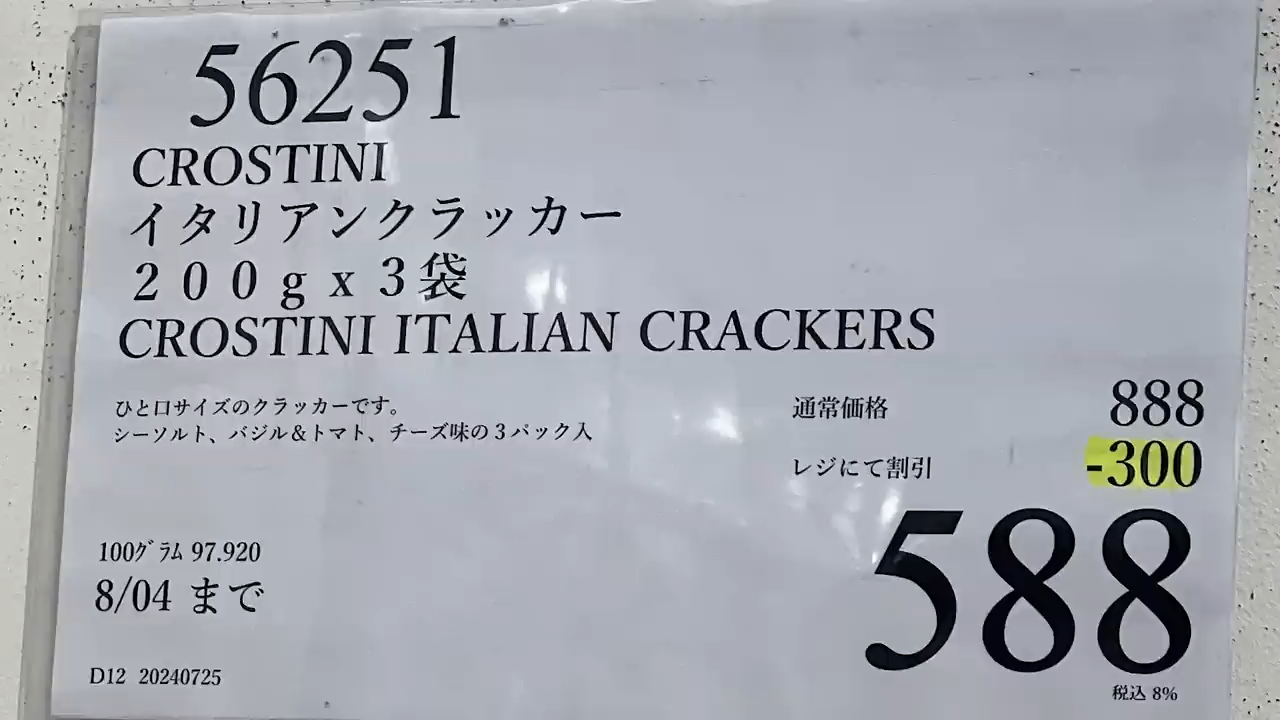 56251
CROSTINI
イタリアンクラッカー
200gx3袋
CROSTINI ITALIAN CRACKERS
ひと口サイズのクラッカーです。
シーソルト、バジル&トマト、チーズ味の3パック入
通常価格 888
レジにて割引 -300
588
100グラム 97.920
8/04 まで
D12 20240725
税込 8%